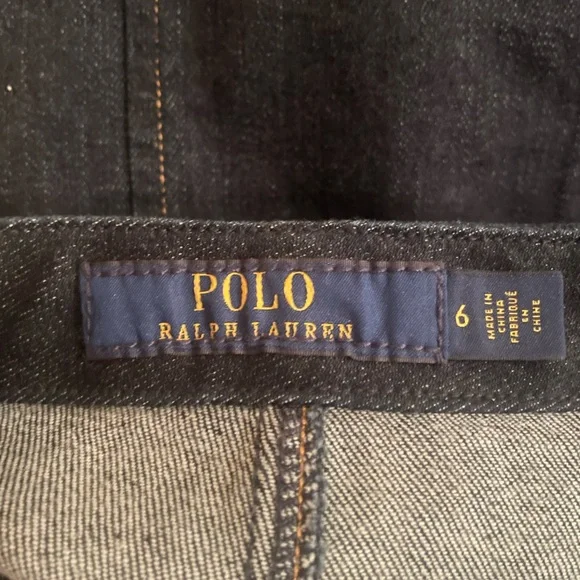 POLO
RALPH LAUREN
6
MADE IN
CHINA
FABRIQUÉ
EN
CHINE